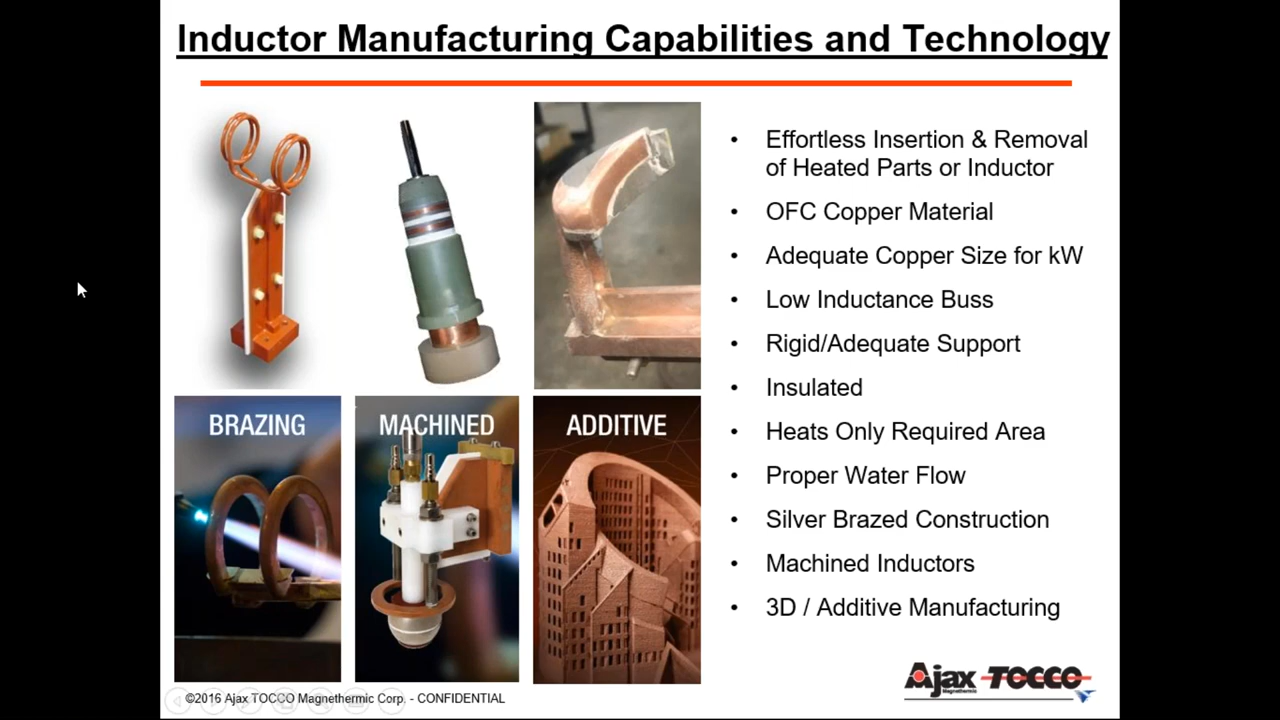 Inductor Manufacturing Capabilities and Technology
BRAZING
MACHINED
ADDITIVE
• Effortless Insertion & Removal
of Heated Parts or Inductor
• OFC Copper Material
• Adequate Copper Size for kW
• Low Inductance Buss
• Rigid/Adequate Support
• Insulated
• Heats Only Required Area
• Proper Water Flow
• Silver Brazed Construction
• Machined Inductors
• 3D / Additive Manufacturing
©2016 Ajax TOCCO Magnethermic Corp. - CONFIDENTIAL
Ajax TOCCO
Magnethermic